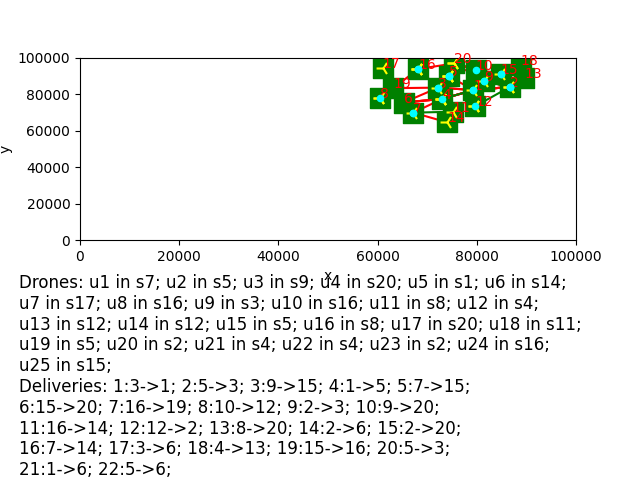 100000
80000
60000
40000
20000
0
y
0 20000 40000 60000 80000 100000
x
17
20
18
19
Drones: u1 in s7; u2 in s5; u3 in s9; u4 in s20; u5 in s1; u6 in s14;
u7 in s17; u8 in s16; u9 in s3; u10 in s16; u11 in s8; u12 in s4;
u13 in s12; u14 in s12; u15 in s5; u16 in s8; u17 in s20; u18 in s11;
u19 in s5; u20 in s2; u21 in s4; u22 in s4; u23 in s2; u24 in s16;
u25 in s15;
Deliveries: 1:3->1; 2:5->3; 3:9->15; 4:1->5; 5:7->15;
6:15->20; 7:16->19; 8:10->12; 9:2->3; 10:9->20;
11:16->14; 12:12->2; 13:8->20; 14:2->6; 15:2->20;
16:7->14; 17:3->6; 18:4->13; 19:15->16; 20:5->3;
21:1->6; 22:5->6;